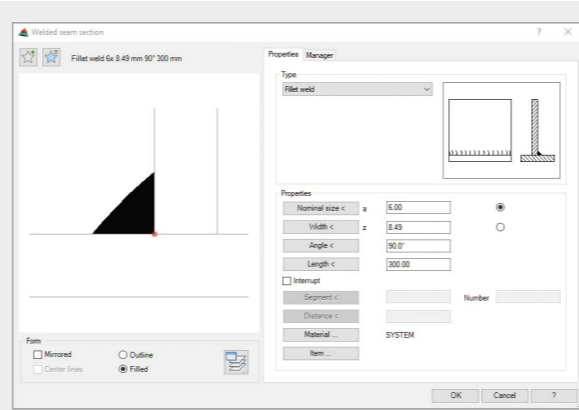 Welded seam section ? ×
Fillet weld 6x 8.49 mm 90° 300 mm
Properties Manager
Type
Fillet weld
Properties
Nominal size < a 6.00
Width < z 8.49
Angle < 90.0°
Length < 300.00
Interrupt
Segment < Number
Distance <
Material ... SYSTEM
Item ...
Form
Mirrored Outline
Center lines Filled
OK Cancel ?